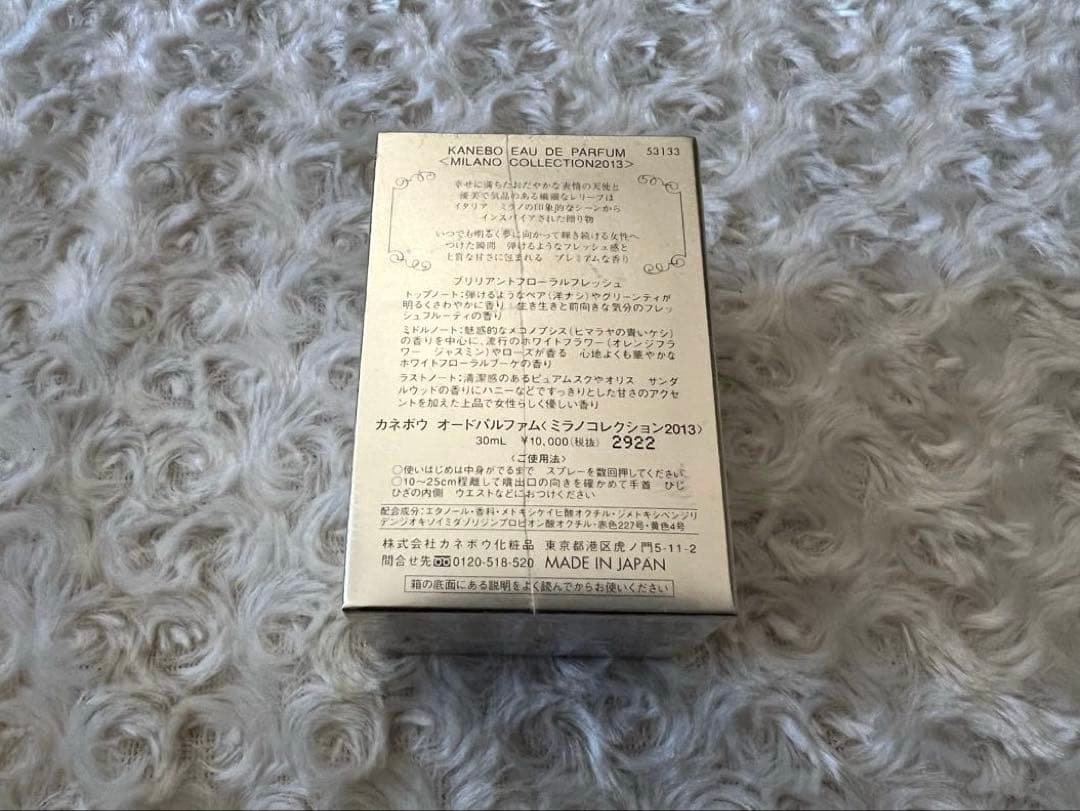 KANEBO EAU DE PARFUM 53133
<MILANO COLLECTION2013>
幸せに満ちたおだやかな表情の天使と
優美で気品のある繊細なレリーフは
イタリア ミラノの印象的なシーンから
インスパイアされた贈り物
いつでも明るく夢に向かって輝き続ける女性へ
つけた瞬間 弾けるようなフレッシュ感と
上質な甘さに包まれる プレミアムな香り
ブリリアントフローラルフレッシュ
トップノート:弾けるようなペア(洋ナシ)やグリーンティが
明るくさわやかに香り 生き生きと前向きな気分のフレッ
シュフルーティの香り
ミドルノート:魅惑的なメコノプシス(ヒマラヤの青いケシ)
の香りを中心に、流行のホワイトフラワー(オレンジフラ
ワー ジャスミン)やローズが香る 心地よくも華やかな
ホワイトフローラルブーケの香り
ラストノート:清潔感のあるピュアムスクやオリス サンダ
ルウッドの香りにハニーなどですっきりとした甘さのアクセ
ントを加えた上品で女性らしく優しい香り
カネボウ オードパルファム<ミラノコレクション2013>
30mL ¥10,000(税抜) 2922
<ご使用法>
○使いはじめは中身がでるまで スプレーを数回押してください
○10〜25cm程離して噴出口の向きを確かめて手首 ひじ
ひざの内側 ウエストなどにおつけください
配合成分:エタノール・香料・メトキシケイヒ酸オクチル・ジメトキシベンジリ
デンジオキソイミダゾリジンプロピオン酸オクチル・赤色227号・黄色4号
株式会社カネボウ化粧品 東京都港区虎ノ門5-11-2
問合せ先 0120-518-520 MADE IN JAPAN
箱の底面にある説明をよく読んでからお使いください